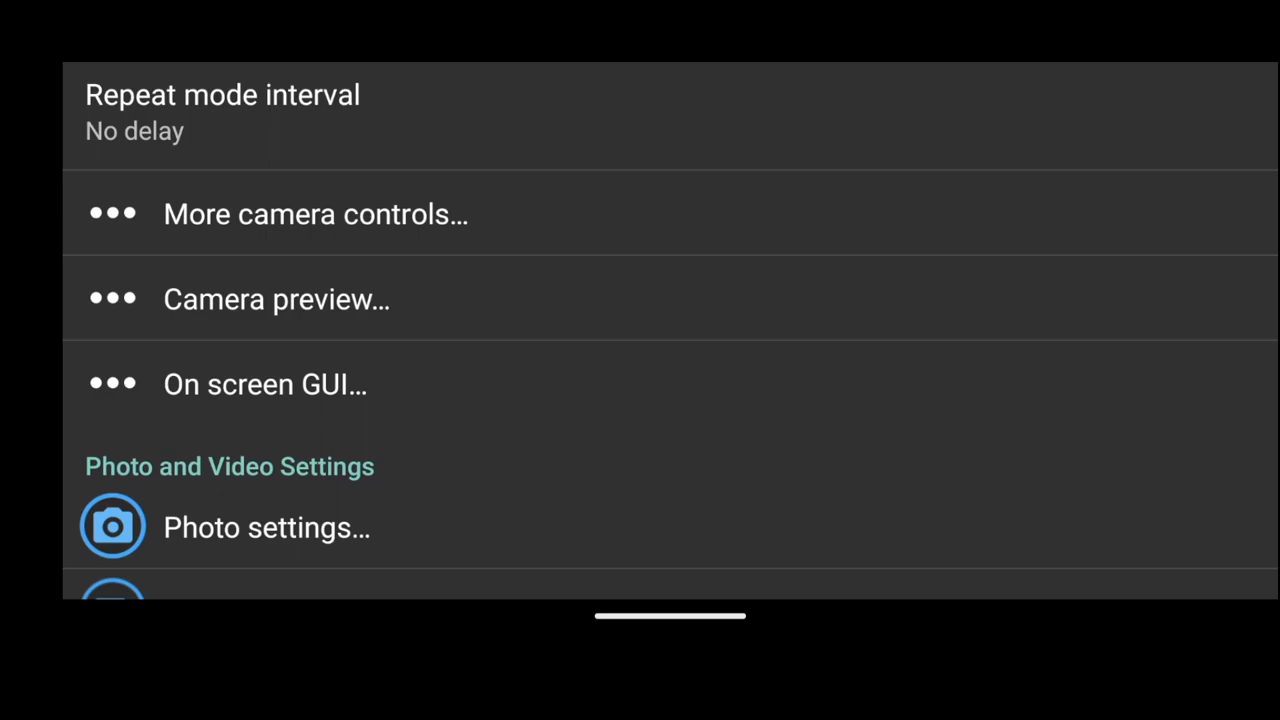 Repeat mode interval
No delay
More camera controls...
Camera preview...
On screen GUI...
Photo and Video Settings
Photo settings...